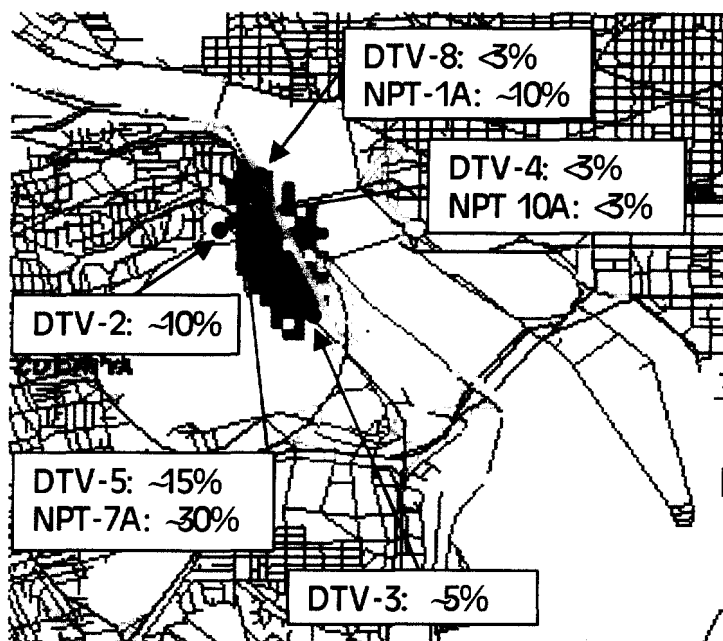 DTV-8: <3%
NPT-1A: ~10%
DTV-4: <3%
NPT 10A: <3%
DTV-2: ~10%
DTV-5: ~15%
NPT-7A: ~30%
DTV-3: ~5%